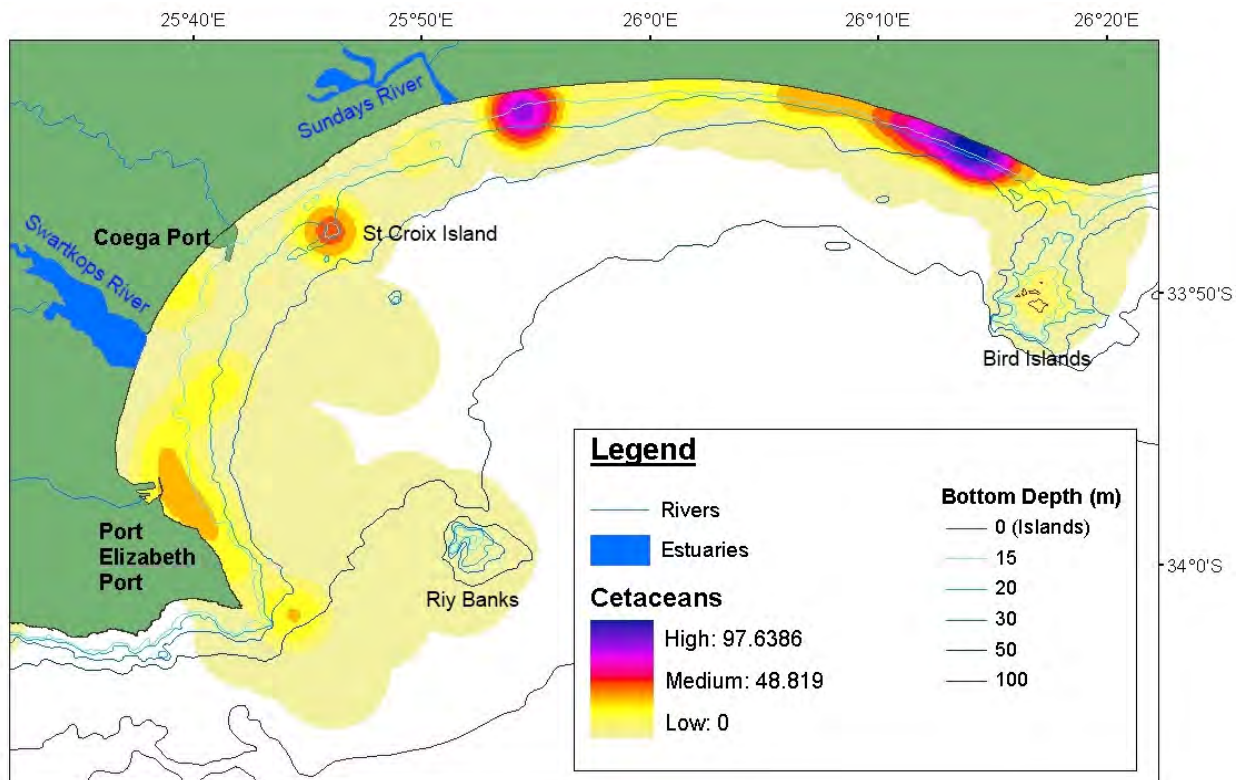 25°40'E
25°50'E
26°0'E
26°10'E
26°20'E
Sundays River
Coega Port
St Croix Island
Swartkops River
33°50'S
Bird Islands
Port
Elizabeth
Port
Riy Banks
34°0'S
Legend
Rivers
Estuaries
Cetaceans
High: 97.6386
Medium: 48.819
Low: 0
Bottom Depth (m)
0 (Islands)
15
20
30
50
100